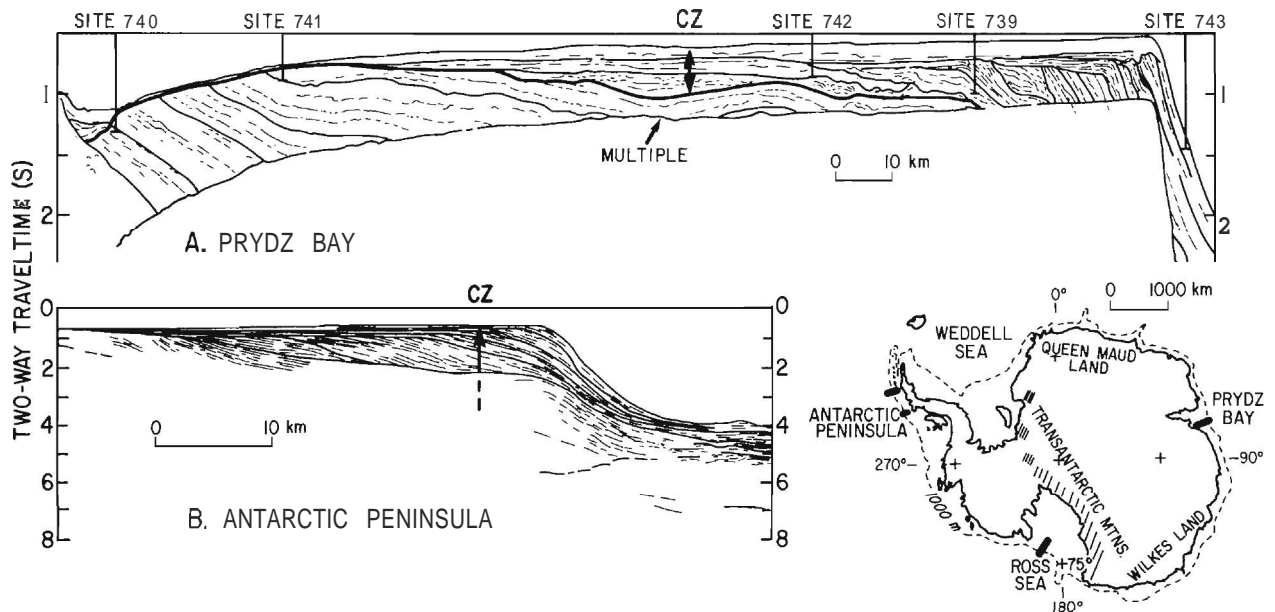 SITE 740
SITE 741
CZ
SITE 742
SITE 739
SITE 743
1
2
1
2
MULTIPLE
0 10 km
A. PRYDZ BAY
TWO-WAY TRAVELTIME (S)
CZ
0
2
4
6
8
0
2
4
6
8
0 10 km
B. ANTARCTIC PENINSULA
0°
0 1000 km
WEDDELL
SEA
QUEEN MAUD
LAND
PRYDZ
BAY
ANTARCTIC
PENINSULA
TRANSANTARCTIC MTNS.
270°
90°
1000 m
WILKES LAND
ROSS
SEA
+75°
180°